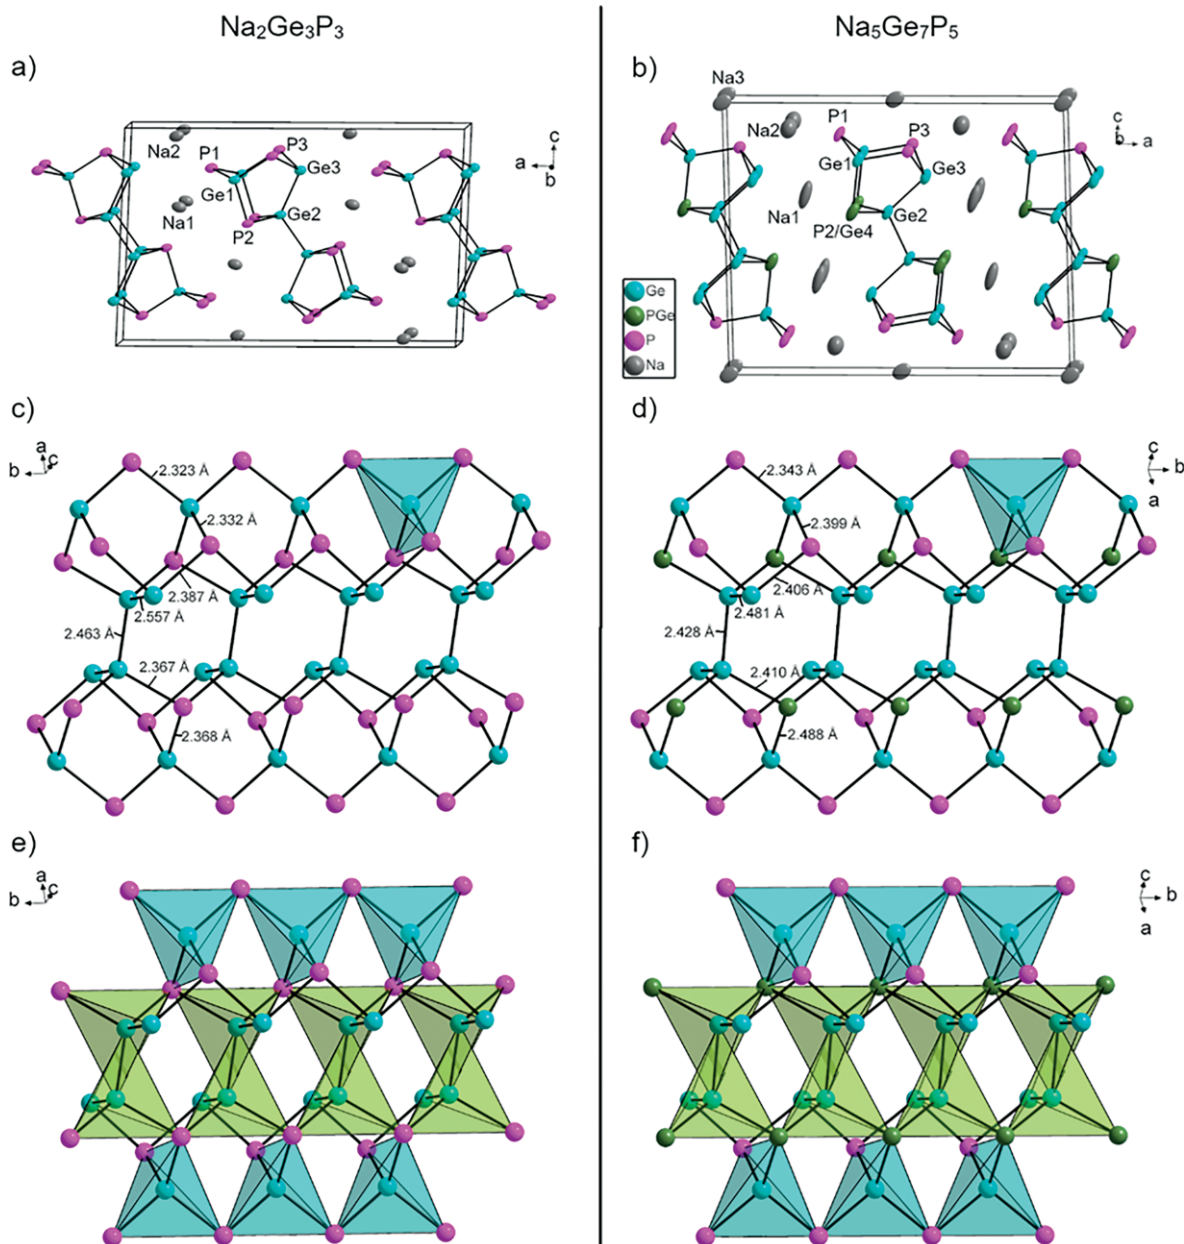 Na₂Ge₃P₃
Na₅Ge₇P₅
a)
Na2
P1
P3
Ge3
Ge1
Na1
Ge2
P2
c
a
b
b)
Na3
Na2
P1
P3
Ge1
Ge3
Na1
Ge2
P2/Ge4
c
b
a
Ge
PGe
P
Na
c)
a
c
b
2.323 Å
2.332 Å
2.387 Å
2.557 Å
2.463 Å
2.367 Å
2.368 Å
d)
c
b
a
2.343 Å
2.399 Å
2.406 Å
2.481 Å
2.428 Å
2.410 Å
2.488 Å
e)
a
c
b
f)
c
b
a